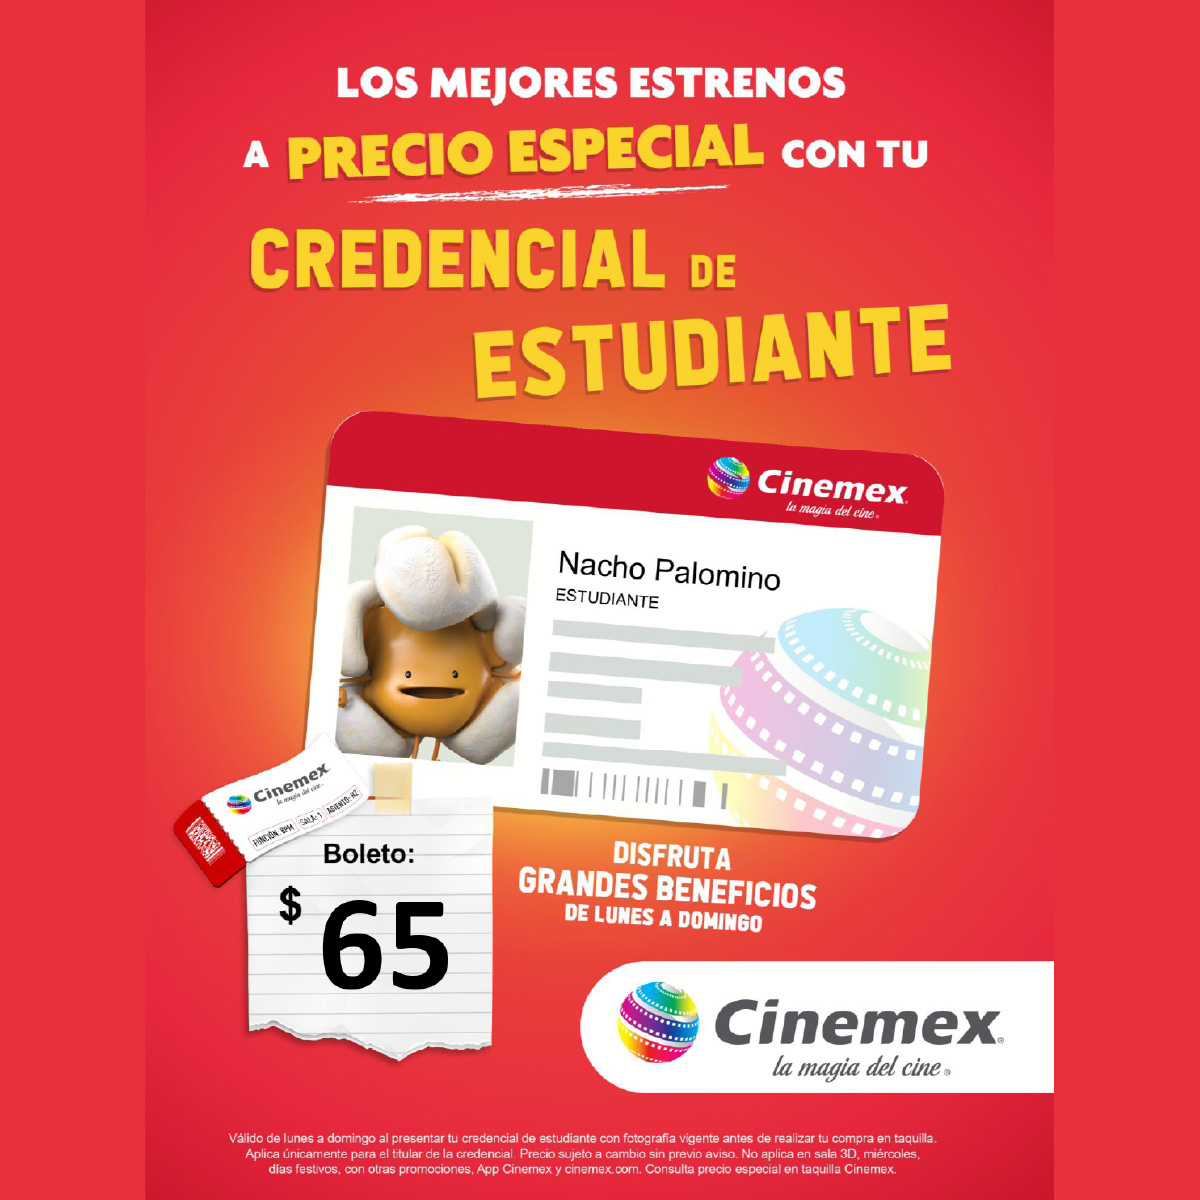 LOS MEJORES ESTRENOS
A PRECIO ESPECIAL CON TU
CREDENCIAL DE
ESTUDIANTE
Cinemex
la magia del cine®
Nacho Palomino
ESTUDIANTE
Cinemex
la magia del cine
FUNCIÓN: 8PM SALA: 1 ASIENTO: H2
Boleto:
$ 65
DISFRUTA
GRANDES BENEFICIOS
DE LUNES A DOMINGO
Cinemex®
la magia del cine®
Válido de lunes a domingo al presentar tu credencial de estudiante con fotografía vigente antes de realizar tu compra en taquilla.
Aplica únicamente para el titular de la credencial. Precio sujeto a cambio sin previo aviso. No aplica en sala 3D, miércoles,
días festivos, con otras promociones, App Cinemex y cinemex.com. Consulta precio especial en taquilla Cinemex.